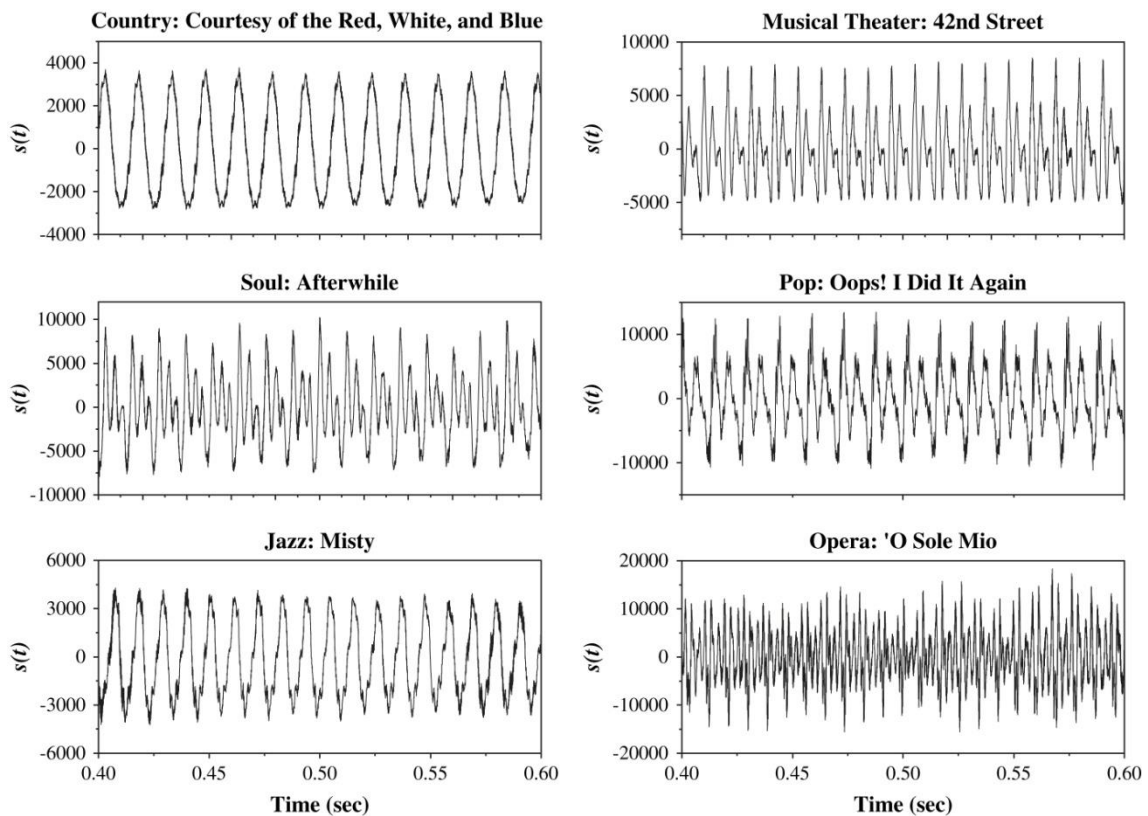 Country: Courtesy of the Red, White, and Blue
4000
2000
0
-2000
-4000
s(t)
Musical Theater: 42nd Street
10000
5000
0
-5000
s(t)
Soul: Afterwhile
10000
5000
0
-5000
-10000
s(t)
Pop: Oops! I Did It Again
10000
0
-10000
s(t)
Jazz: Misty
6000
3000
0
-3000
-6000
s(t)
0.40
0.45
0.50
0.55
0.60
Time (sec)
Opera: 'O Sole Mio
20000
10000
0
-10000
-20000
s(t)
0.40
0.45
0.50
0.55
0.60
Time (sec)